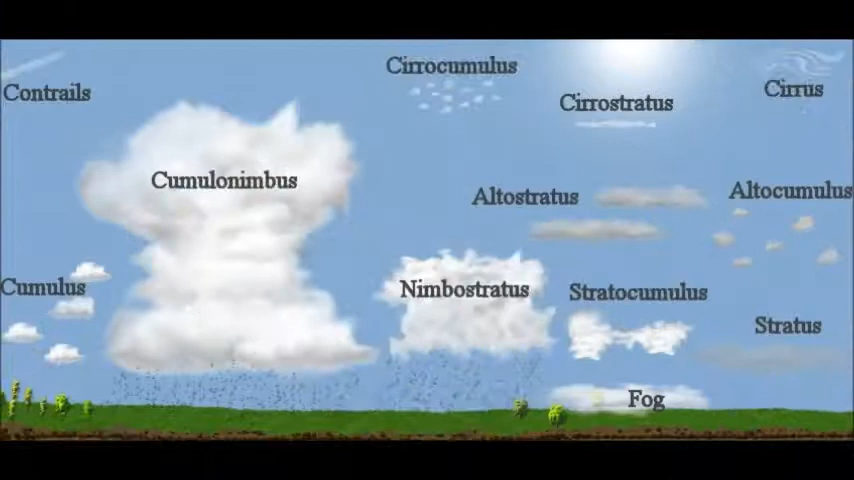 Cirrocumulus
Contrails
Cirrostratus
Cirrus
Cumulonimbus
Altostratus
Altocumulus
Cumulus
Nimbostratus
Stratocumulus
Stratus
Fog